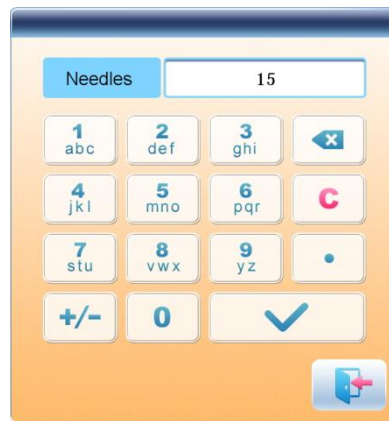 Needles 15
1 2 3
abc def ghi
4 5 6 C
jkl mno pqr
7 8 9 .
stu vwx yz
+/- 0